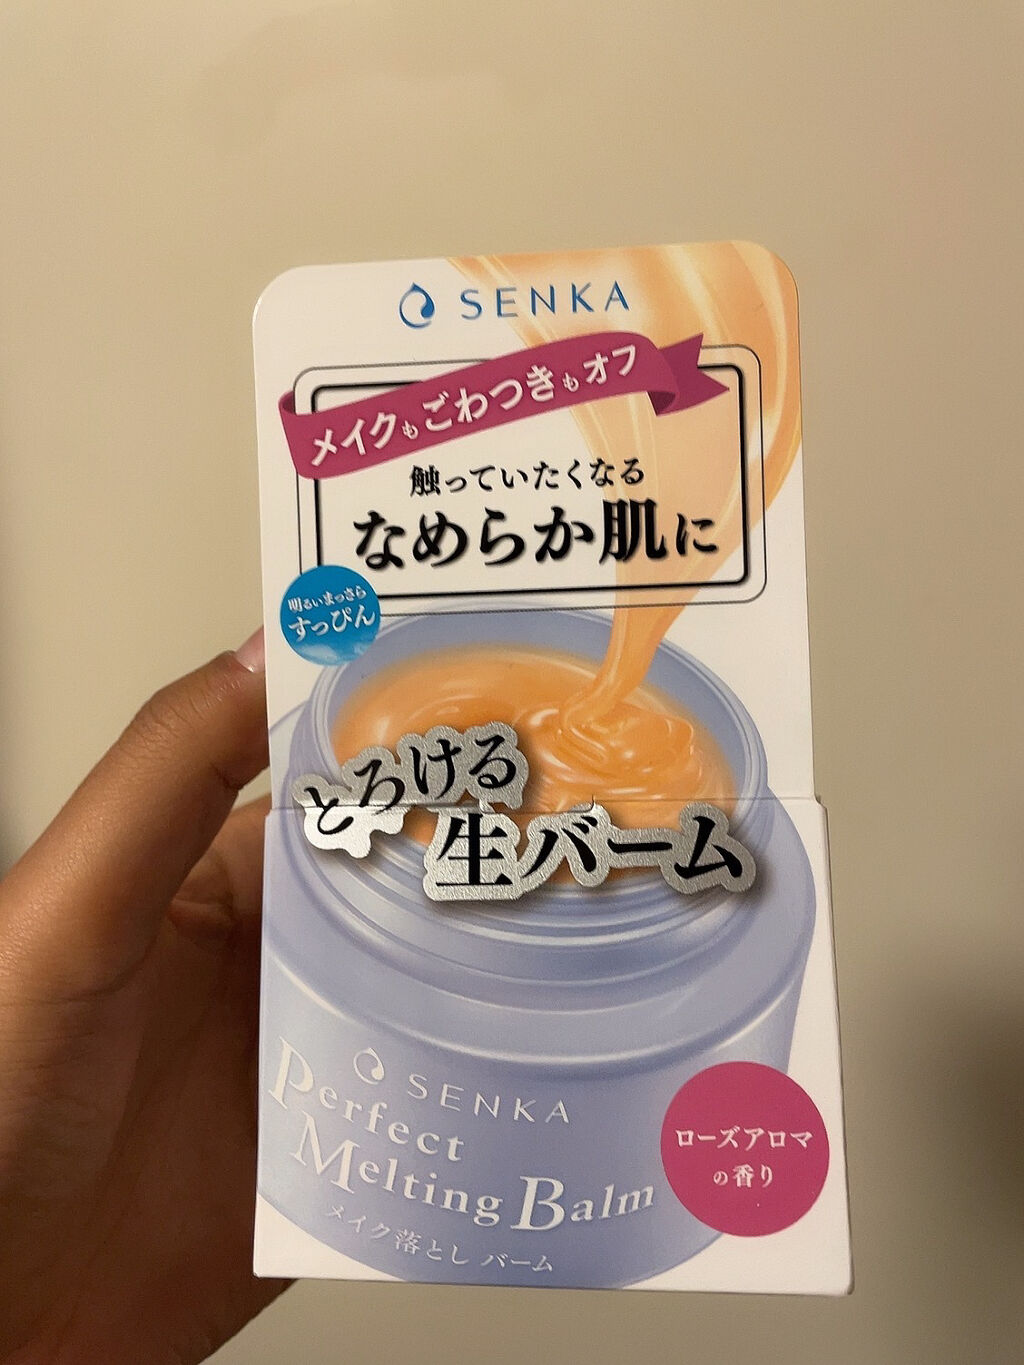 SENKA
メイクもごわつきもオフ
触っていたくなる
なめらか肌に
明るいまっさら
すっぴん
とろける
生バーム
SENKA
Perfect
Melting Balm
メイク落とし バーム
ローズアロマ
の香り